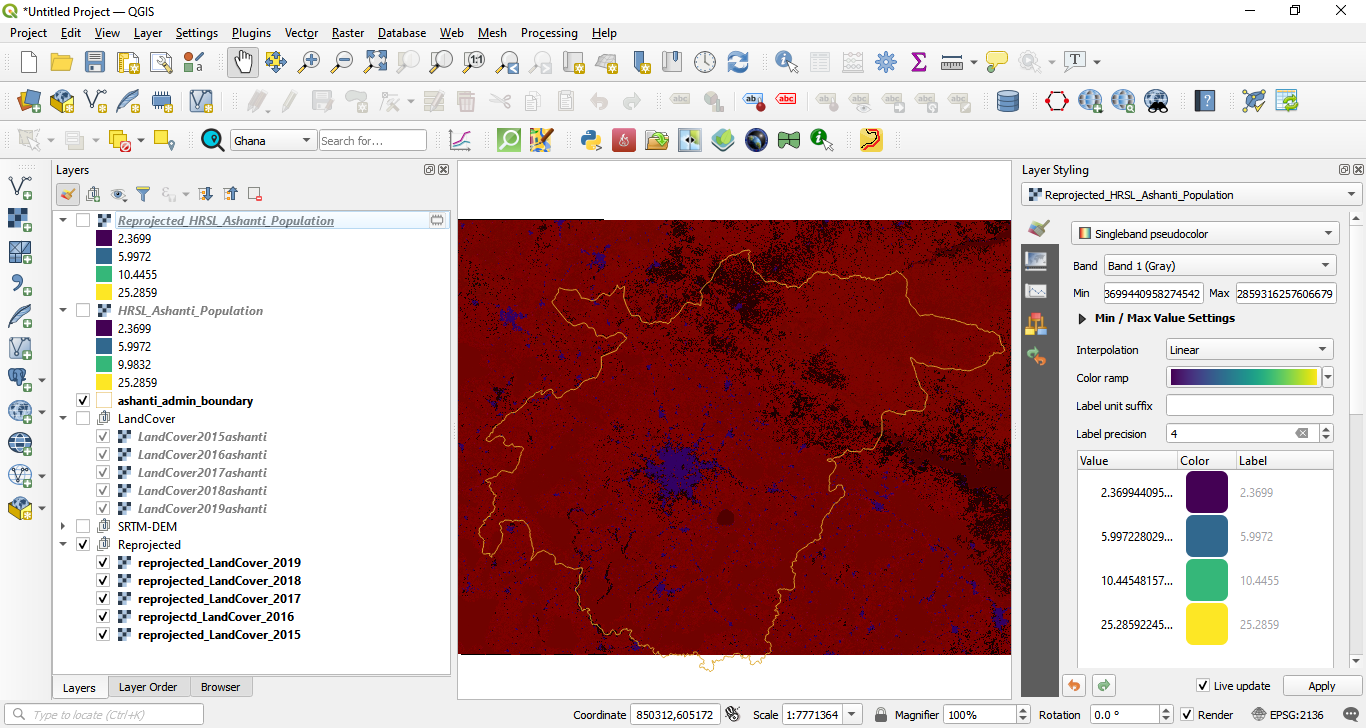 *Untitled Project — QGIS
Project Edit View Layer Settings Plugins Vector Raster Database Web Mesh Processing Help
Ghana Search for...
Layers
Reprojected_HRSL_Ashanti_Population
2.3699
5.9972
10.4455
25.2859
HRSL_Ashanti_Population
2.3699
5.9972
9.9832
25.2859
ashanti_admin_boundary
LandCover
LandCover2015ashanti
LandCover2016ashanti
LandCover2017ashanti
LandCover2018ashanti
LandCover2019ashanti
SRTM-DEM
Reprojected
reprojected_LandCover_2019
reprojected_LandCover_2018
reprojected_LandCover_2017
reprojectd_LandCover_2016
reprojected_LandCover_2015
Layers Layer Order Browser
Layer Styling
Reprojected_HRSL_Ashanti_Population
Singleband pseudocolor
Band Band 1 (Gray)
Min 3699440958274542 Max 2859316257606679
Min / Max Value Settings
Interpolation Linear
Color ramp
Label unit suffix
Label precision 4
Value Color Label
2.369944095... 2.3699
5.997228029... 5.9972
10.44548157... 10.4455
25.28592245... 25.2859
Live update Apply
Type to locate (Ctrl+K) Coordinate 850312,605172 Scale 1:7771364 Magnifier 100% Rotation 0.0 ° Render EPSG:2136